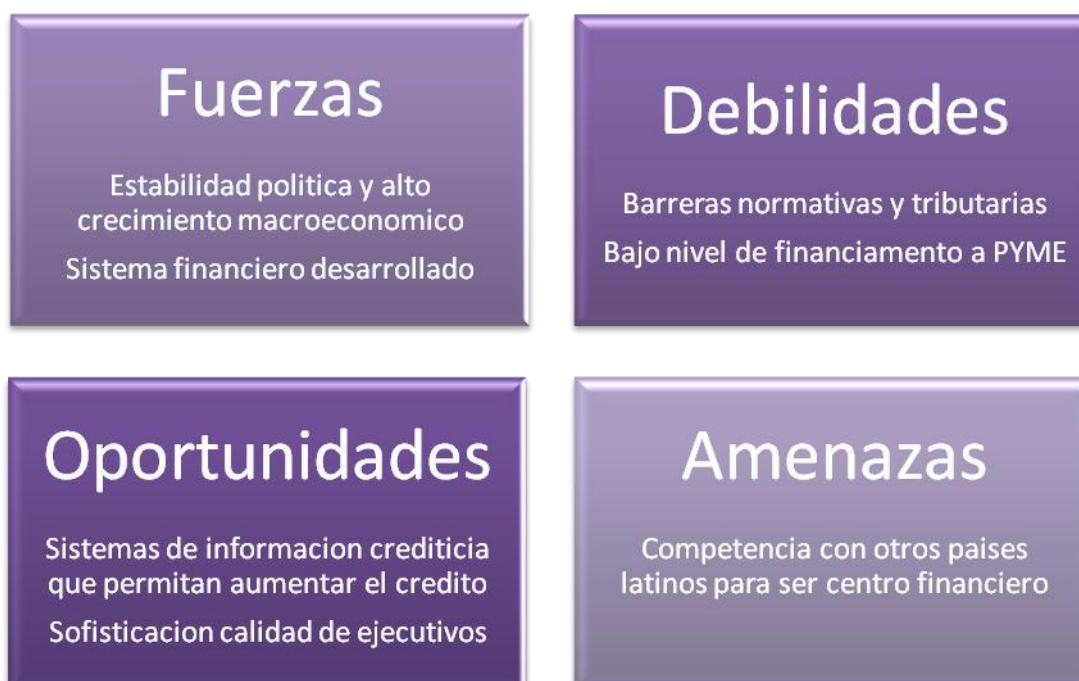 Fuerzas
Estabilidad politica y alto
crecimiento macroeconomico
Sistema financiero desarrollado
Debilidades
Barreras normativas y tributarias
Bajo nivel de financiamento a PYME
Oportunidades
Sistemas de informacion crediticia
que permitan aumentar el credito
Sofisticacion calidad de ejecutivos
Amenazas
Competencia con otros paises
latinos para ser centro financiero